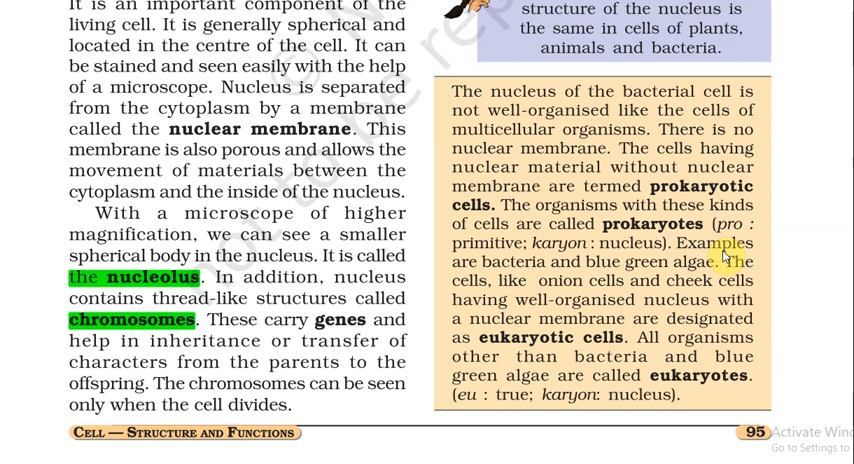 It is an important component of the
living cell. It is generally spherical and
located in the centre of the cell. It can
be stained and seen easily with the help
of a microscope. Nucleus is separated
from the cytoplasm by a membrane
called the nuclear membrane. This
membrane is also porous and allows the
movement of materials between the
cytoplasm and the inside of the nucleus.
With a microscope of higher
magnification, we can see a smaller
spherical body in the nucleus. It is called
the nucleolus. In addition, nucleus
contains thread-like structures called
chromosomes. These carry genes and
help in inheritance or transfer of
characters from the parents to the
offspring. The chromosomes can be seen
only when the cell divides.
structure of the nucleus is
the same in cells of plants,
animals and bacteria.
The nucleus of the bacterial cell is
not well-organised like the cells of
multicellular organisms. There is no
nuclear membrane. The cells having
nuclear material without nuclear
membrane are termed prokaryotic
cells. The organisms with these kinds
of cells are called prokaryotes (pro :
primitive; karyon : nucleus). Examples
are bacteria and blue green algae. The
cells, like onion cells and cheek cells
having well-organised nucleus with
a nuclear membrane are designated
as eukaryotic cells. All organisms
other than bacteria and blue
green algae are called eukaryotes.
(eu : true; karyon: nucleus).
CELL — STRUCTURE AND FUNCTIONS
95
Activate Wind
Go to Settings to